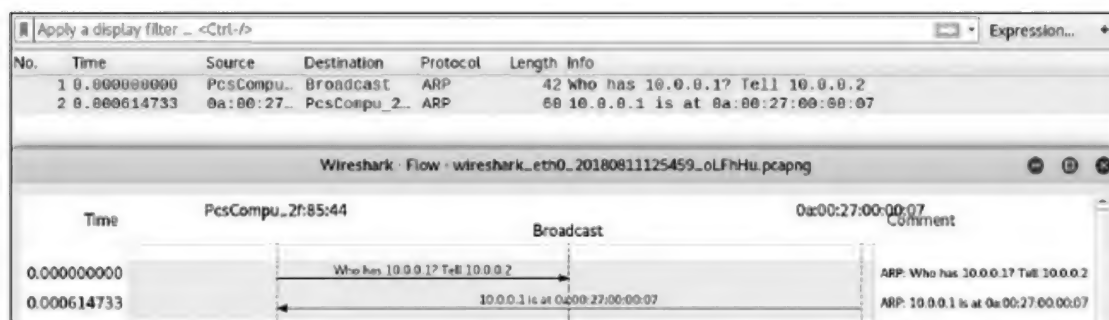 Apply a display filter ... <Ctrl-/> Expression... +
No. Time Source Destination Protocol Length Info
1 0.000000000 PcsCompu... Broadcast ARP 42 Who has 10.0.0.1? Tell 10.0.0.2
2 0.000614733 0a:00:27... PcsCompu_2... ARP 60 10.0.0.1 is at 0a:00:27:00:00:07
Wireshark · Flow · wireshark_eth0_20180811125459_oLFhHu.pcapng
Time PcsCompu_2f:85:44 Broadcast 0a:00:27:00:00:07 Comment
0.000000000 Who has 10.0.0.1? Tell 10.0.0.2 ARP: Who has 10.0.0.1? Tell 10.0.0.2
0.000614733 10.0.0.1 is at 0a:00:27:00:00:07 ARP: 10.0.0.1 is at 0a:00:27:00:00:07